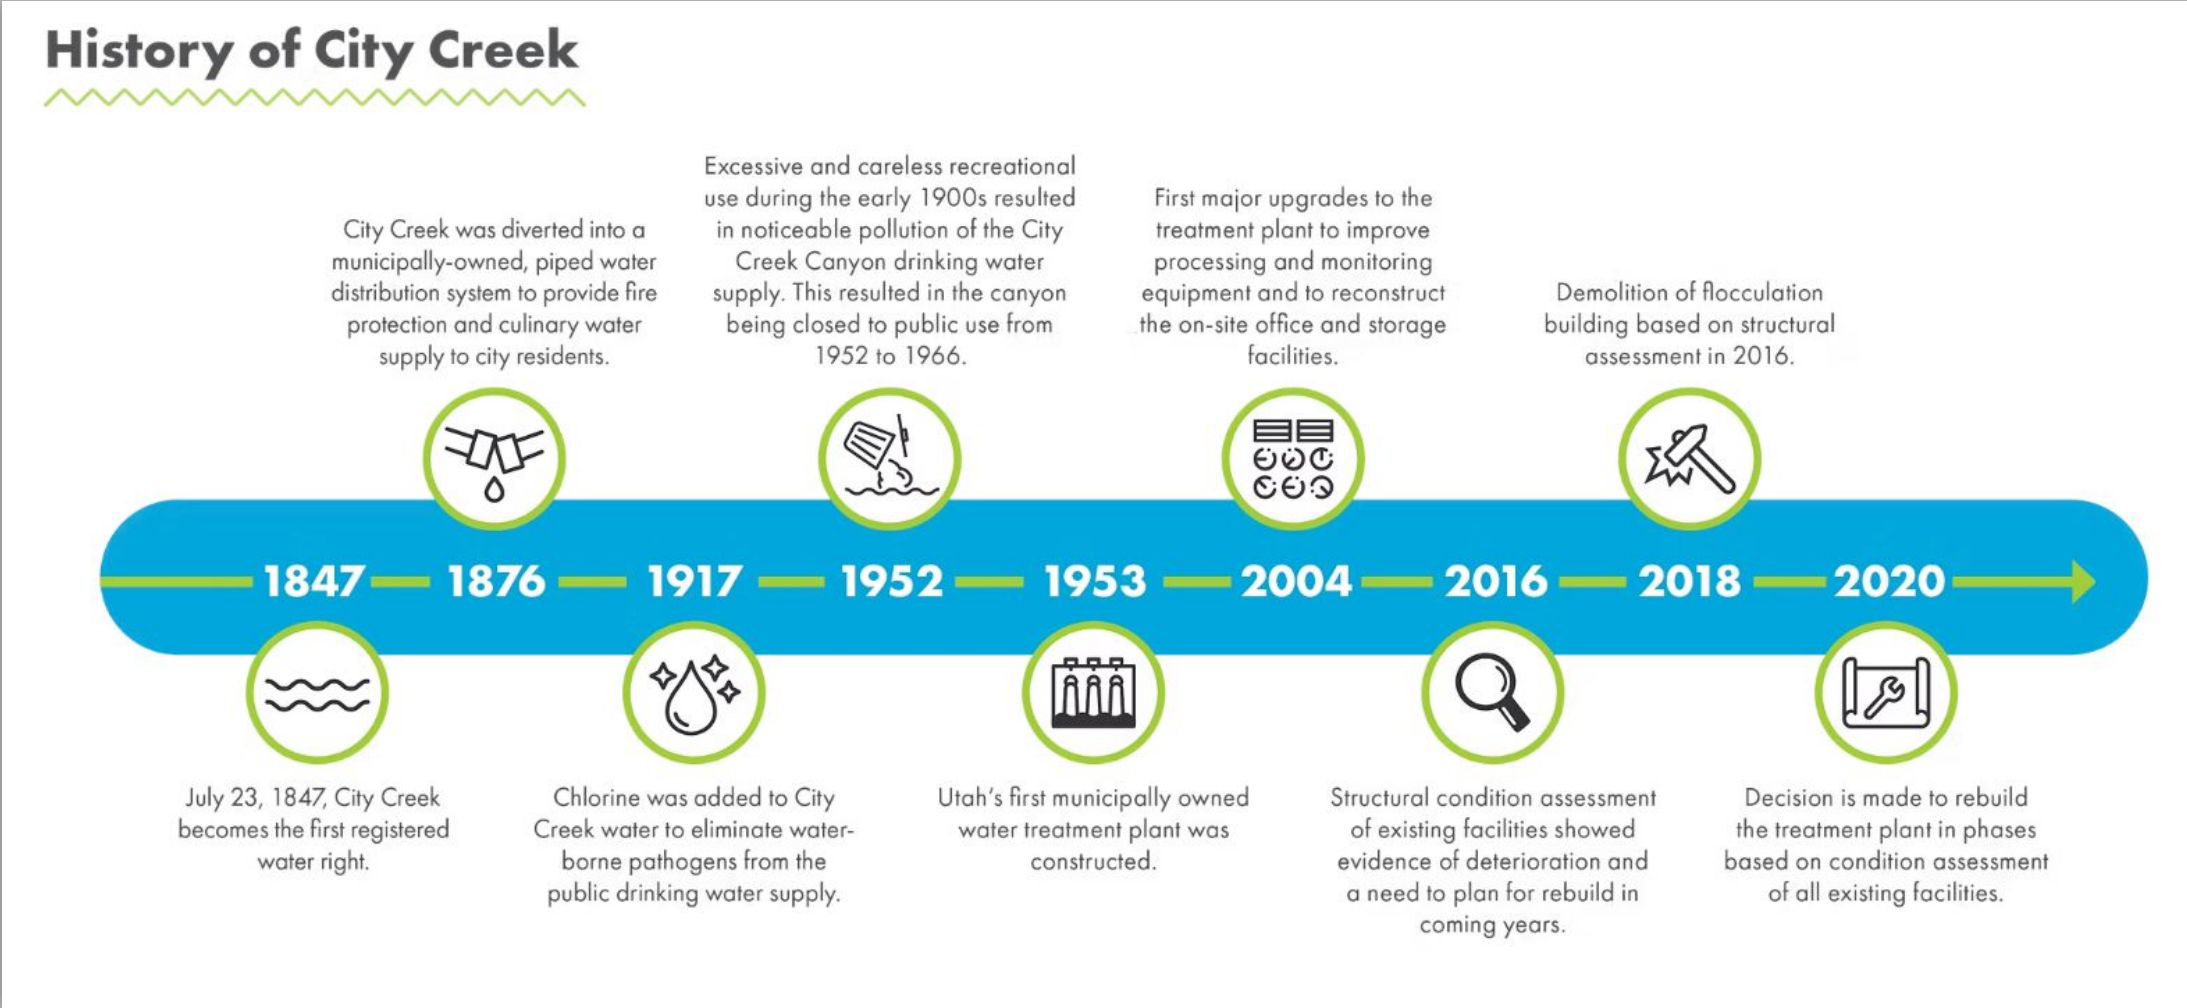 History of City Creek
City Creek was diverted into a
municipally-owned, piped water
distribution system to provide fire
protection and culinary water
supply to city residents.
Excessive and careless recreational
use during the early 1900s resulted
in noticeable pollution of the City
Creek Canyon drinking water
supply. This resulted in the canyon
being closed to public use from
1952 to 1966.
First major upgrades to the
treatment plant to improve
processing and monitoring
equipment and to reconstruct
the on-site office and storage
facilities.
Demolition of flocculation
building based on structural
assessment in 2016.
1847 1876 1917 1952 1953 2004 2016 2018 2020
July 23, 1847, City Creek
becomes the first registered
water right.
Chlorine was added to City
Creek water to eliminate water-
borne pathogens from the
public drinking water supply.
Utah's first municipally owned
water treatment plant was
constructed.
Structural condition assessment
of existing facilities showed
evidence of deterioration and
a need to plan for rebuild in
coming years.
Decision is made to rebuild
the treatment plant in phases
based on condition assessment
of all existing facilities.